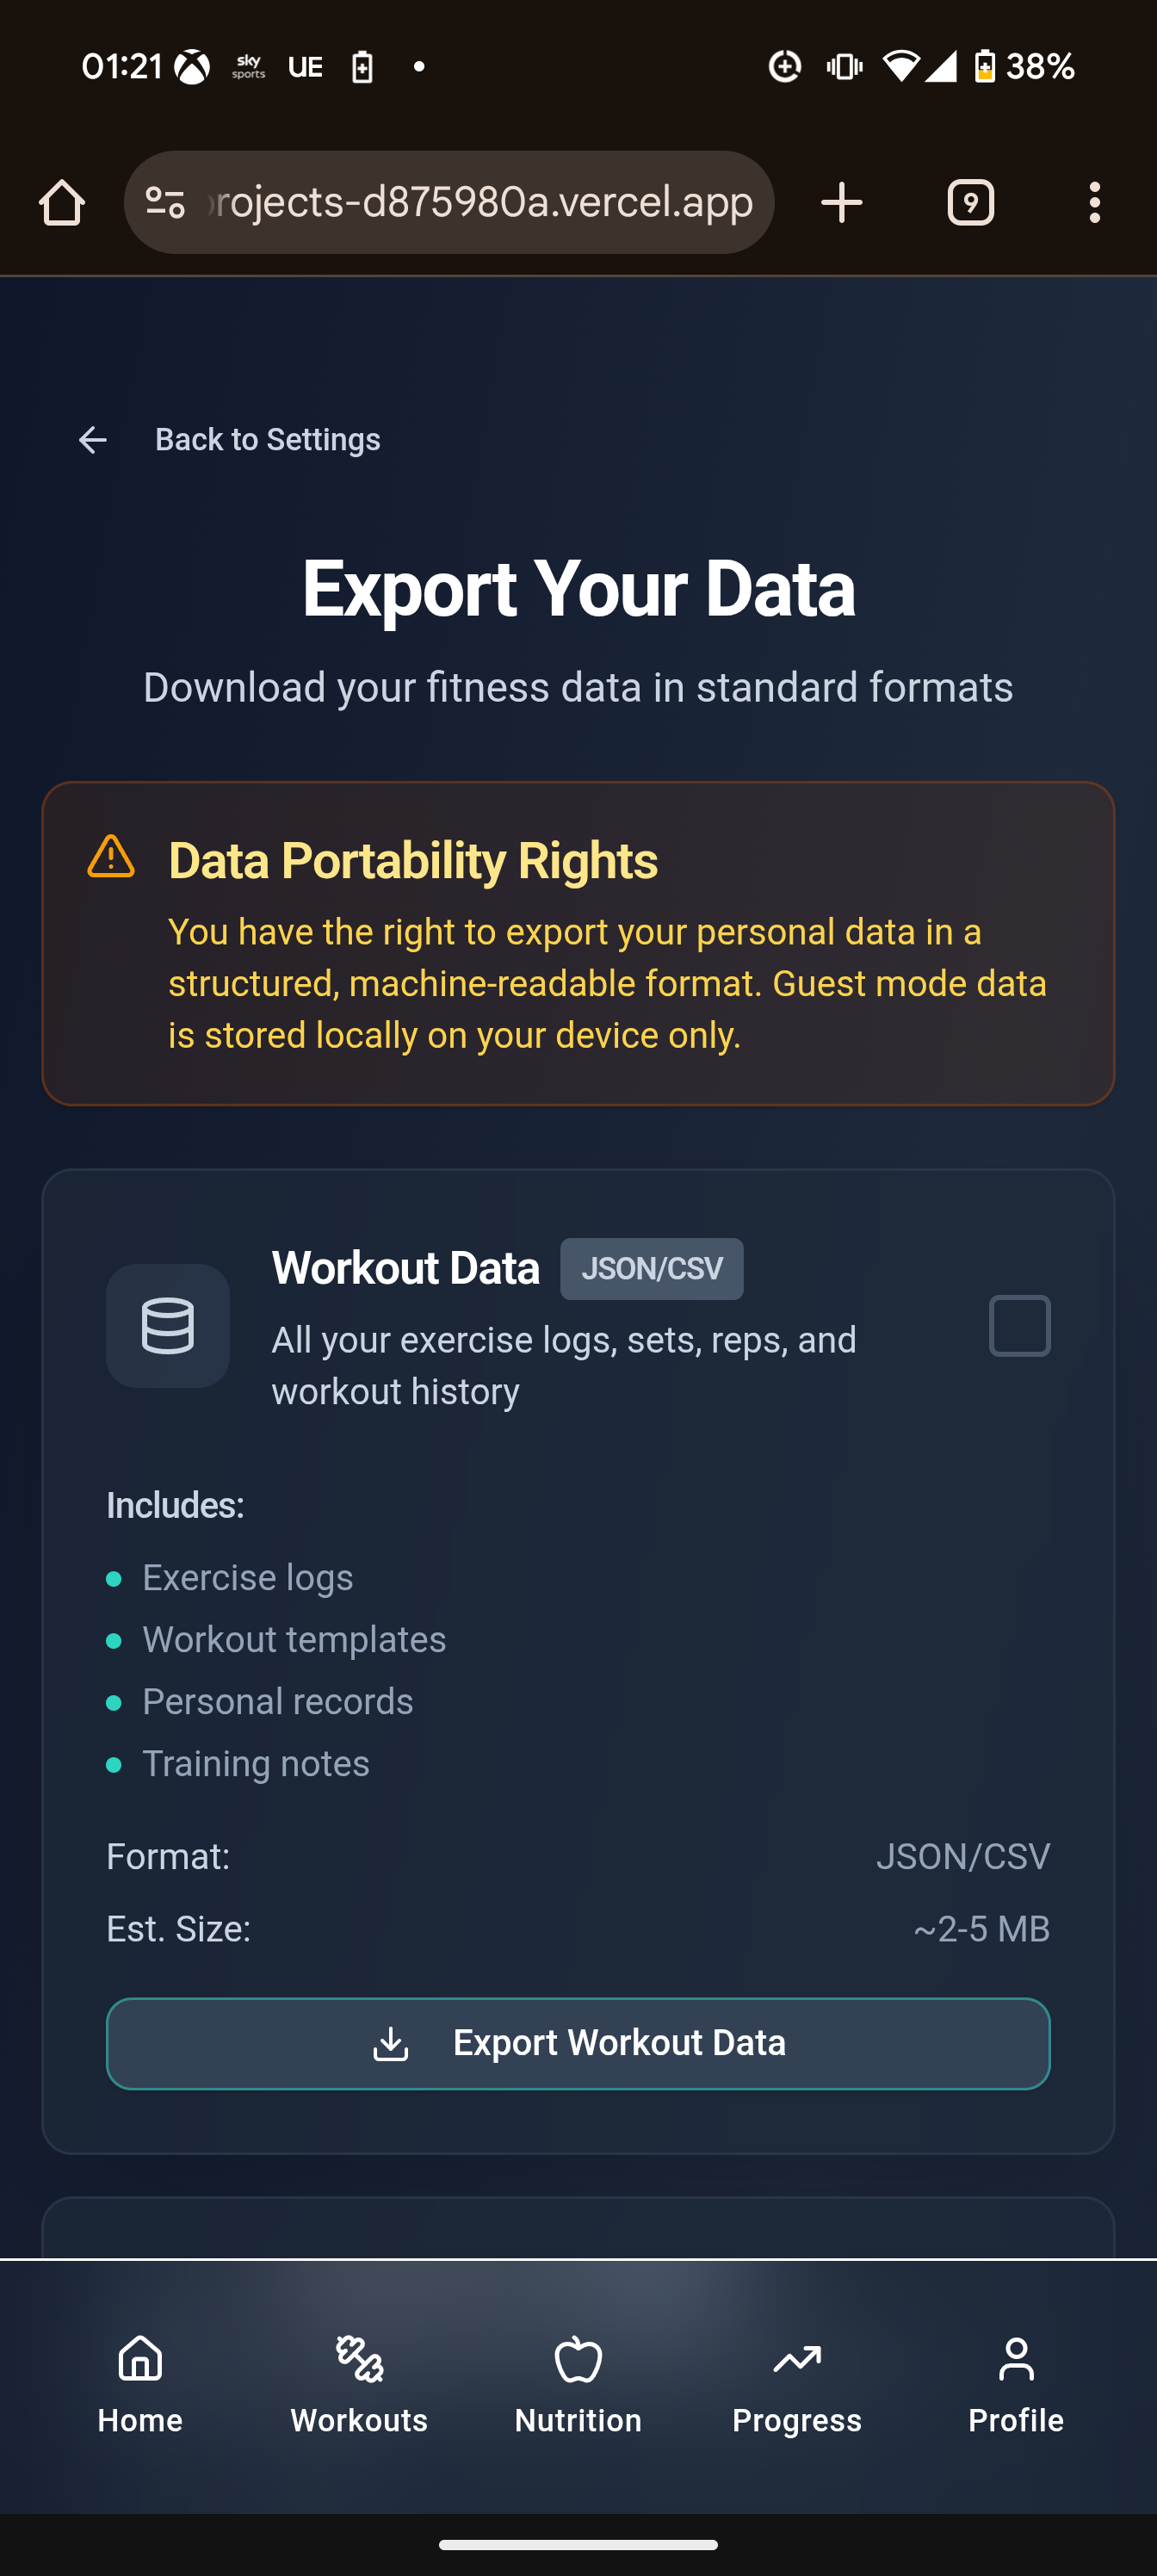 01:21 sky sports UE 38%
rojects-d875980a.vercel.app 9
Back to Settings
Export Your Data
Download your fitness data in standard formats
Data Portability Rights
You have the right to export your personal data in a
structured, machine-readable format. Guest mode data
is stored locally on your device only.
Workout Data JSON/CSV
All your exercise logs, sets, reps, and
workout history
Includes:
Exercise logs
Workout templates
Personal records
Training notes
Format: JSON/CSV
Est. Size: ~2-5 MB
Export Workout Data
Home Workouts Nutrition Progress Profile